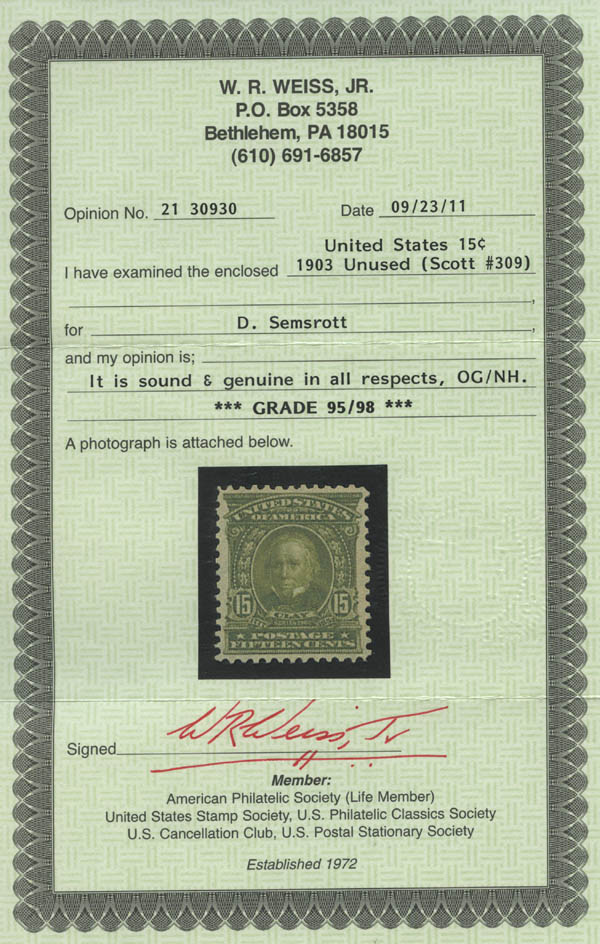 W. R. WEISS, JR.
P.O. Box 5358
Bethlehem, PA 18015
(610) 691-6857
Opinion No. 21 30930 Date 09/23/11
United States 15¢
I have examined the enclosed 1903 Unused (Scott #309)
,
for D. Semsrott,
and my opinion is;
It is sound & genuine in all respects, OG/NH.
*** GRADE 95/98 ***
A photograph is attached below.
UNITED STATES
OF AMERICA
15 CLAY 15
POSTAGE
FIFTEEN CENTS
Signed W R Weiss, Jr
Member:
American Philatelic Society (Life Member)
United States Stamp Society, U.S. Philatelic Classics Society
U.S. Cancellation Club, U.S. Postal Stationary Society
Established 1972